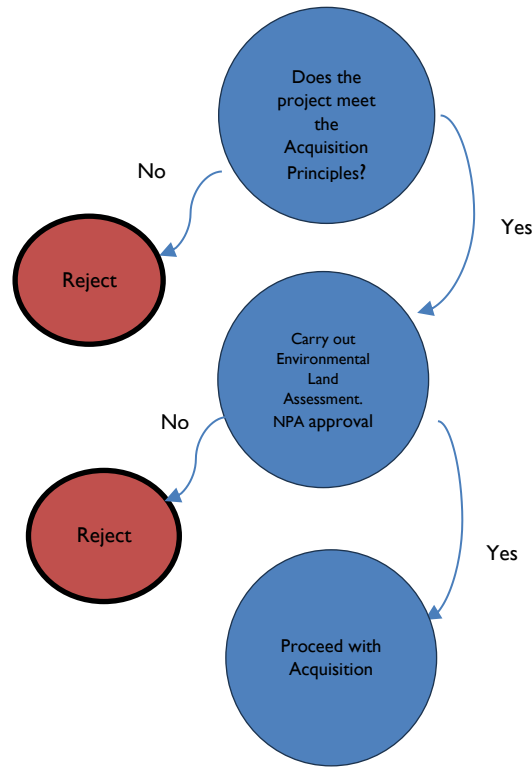 Does the
project meet
the
Acquisition
Principles?
No
Yes
Reject
Carry out
Environmental
Land
Assessment.
NPA approval
No
Reject
Yes
Proceed with
Acquisition